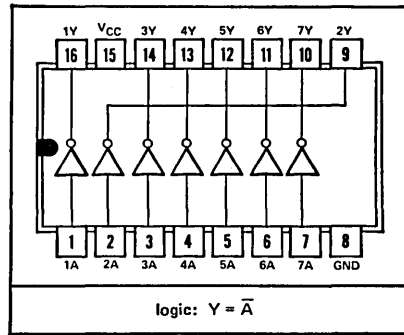 1Y VCC 3Y 4Y 5Y 6Y 7Y 2Y
16 15 14 13 12 11 10 9
1 2 3 4 5 6 7 8
1A 2A 3A 4A 5A 6A 7A GND
logic: Y = A̅